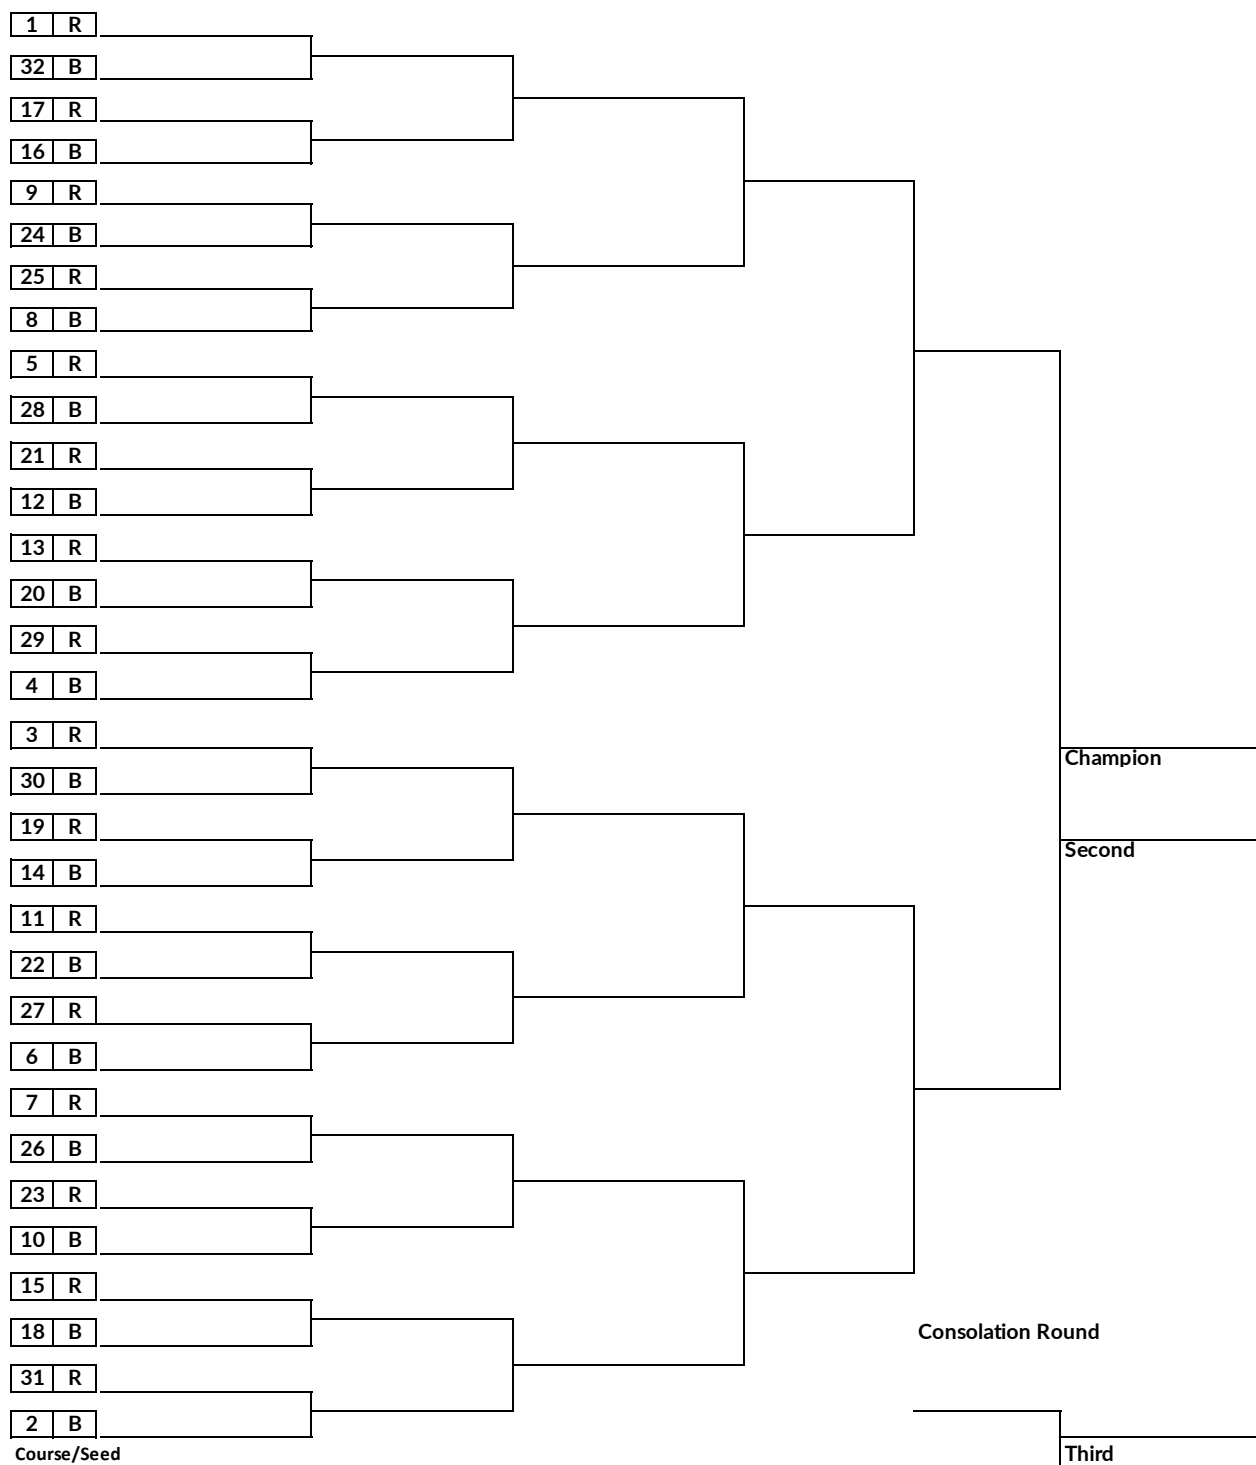 1 R
32 B
17 R
16 B
9 R
24 B
25 R
8 B
5 R
28 B
21 R
12 B
13 R
20 B
29 R
4 B
3 R
Champion
30 B
19 R
Second
14 B
11 R
22 B
27 R
6 B
7 R
26 B
23 R
10 B
15 R
18 B
Consolation Round
31 R
2 B
Course/Seed
Third